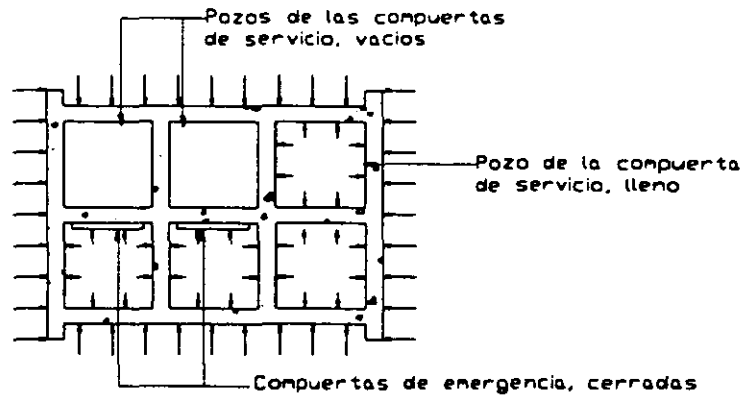 Pozos de las compuertas
de servicio, vacios
Pozo de la compuerta
de servicio, lleno
Compuertas de emergencia, cerradas